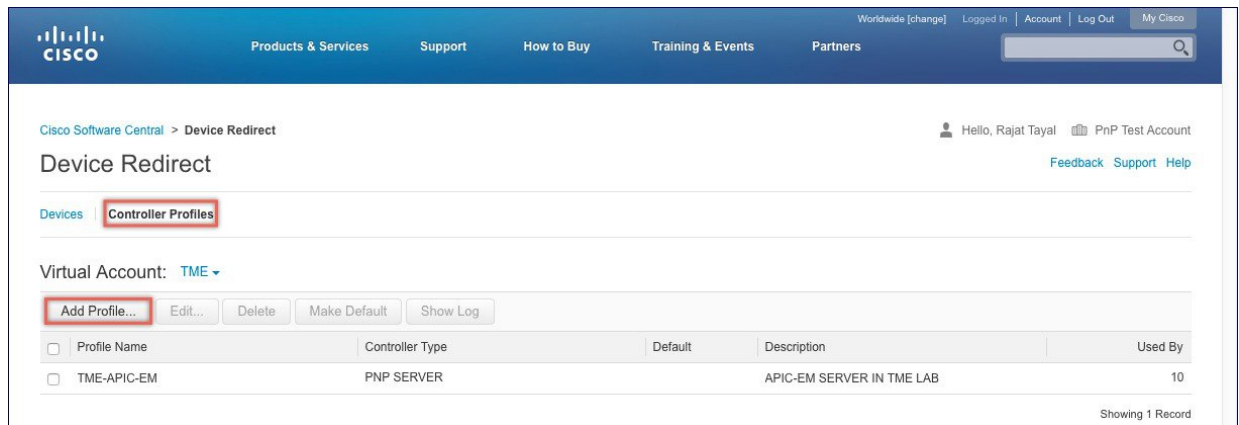 Worldwide [change] Logged In | Account | Log Out My Cisco
CISCO
Products & Services Support How to Buy Training & Events Partners
Cisco Software Central > Device Redirect Hello, Rajat Tayal PnP Test Account
Device Redirect Feedback Support Help
Devices | Controller Profiles
Virtual Account: TME
Add Profile... Edit... Delete Make Default Show Log
Profile Name Controller Type Default Description Used By
TME-APIC-EM PNP SERVER APIC-EM SERVER IN TME LAB 10
Showing 1 Record